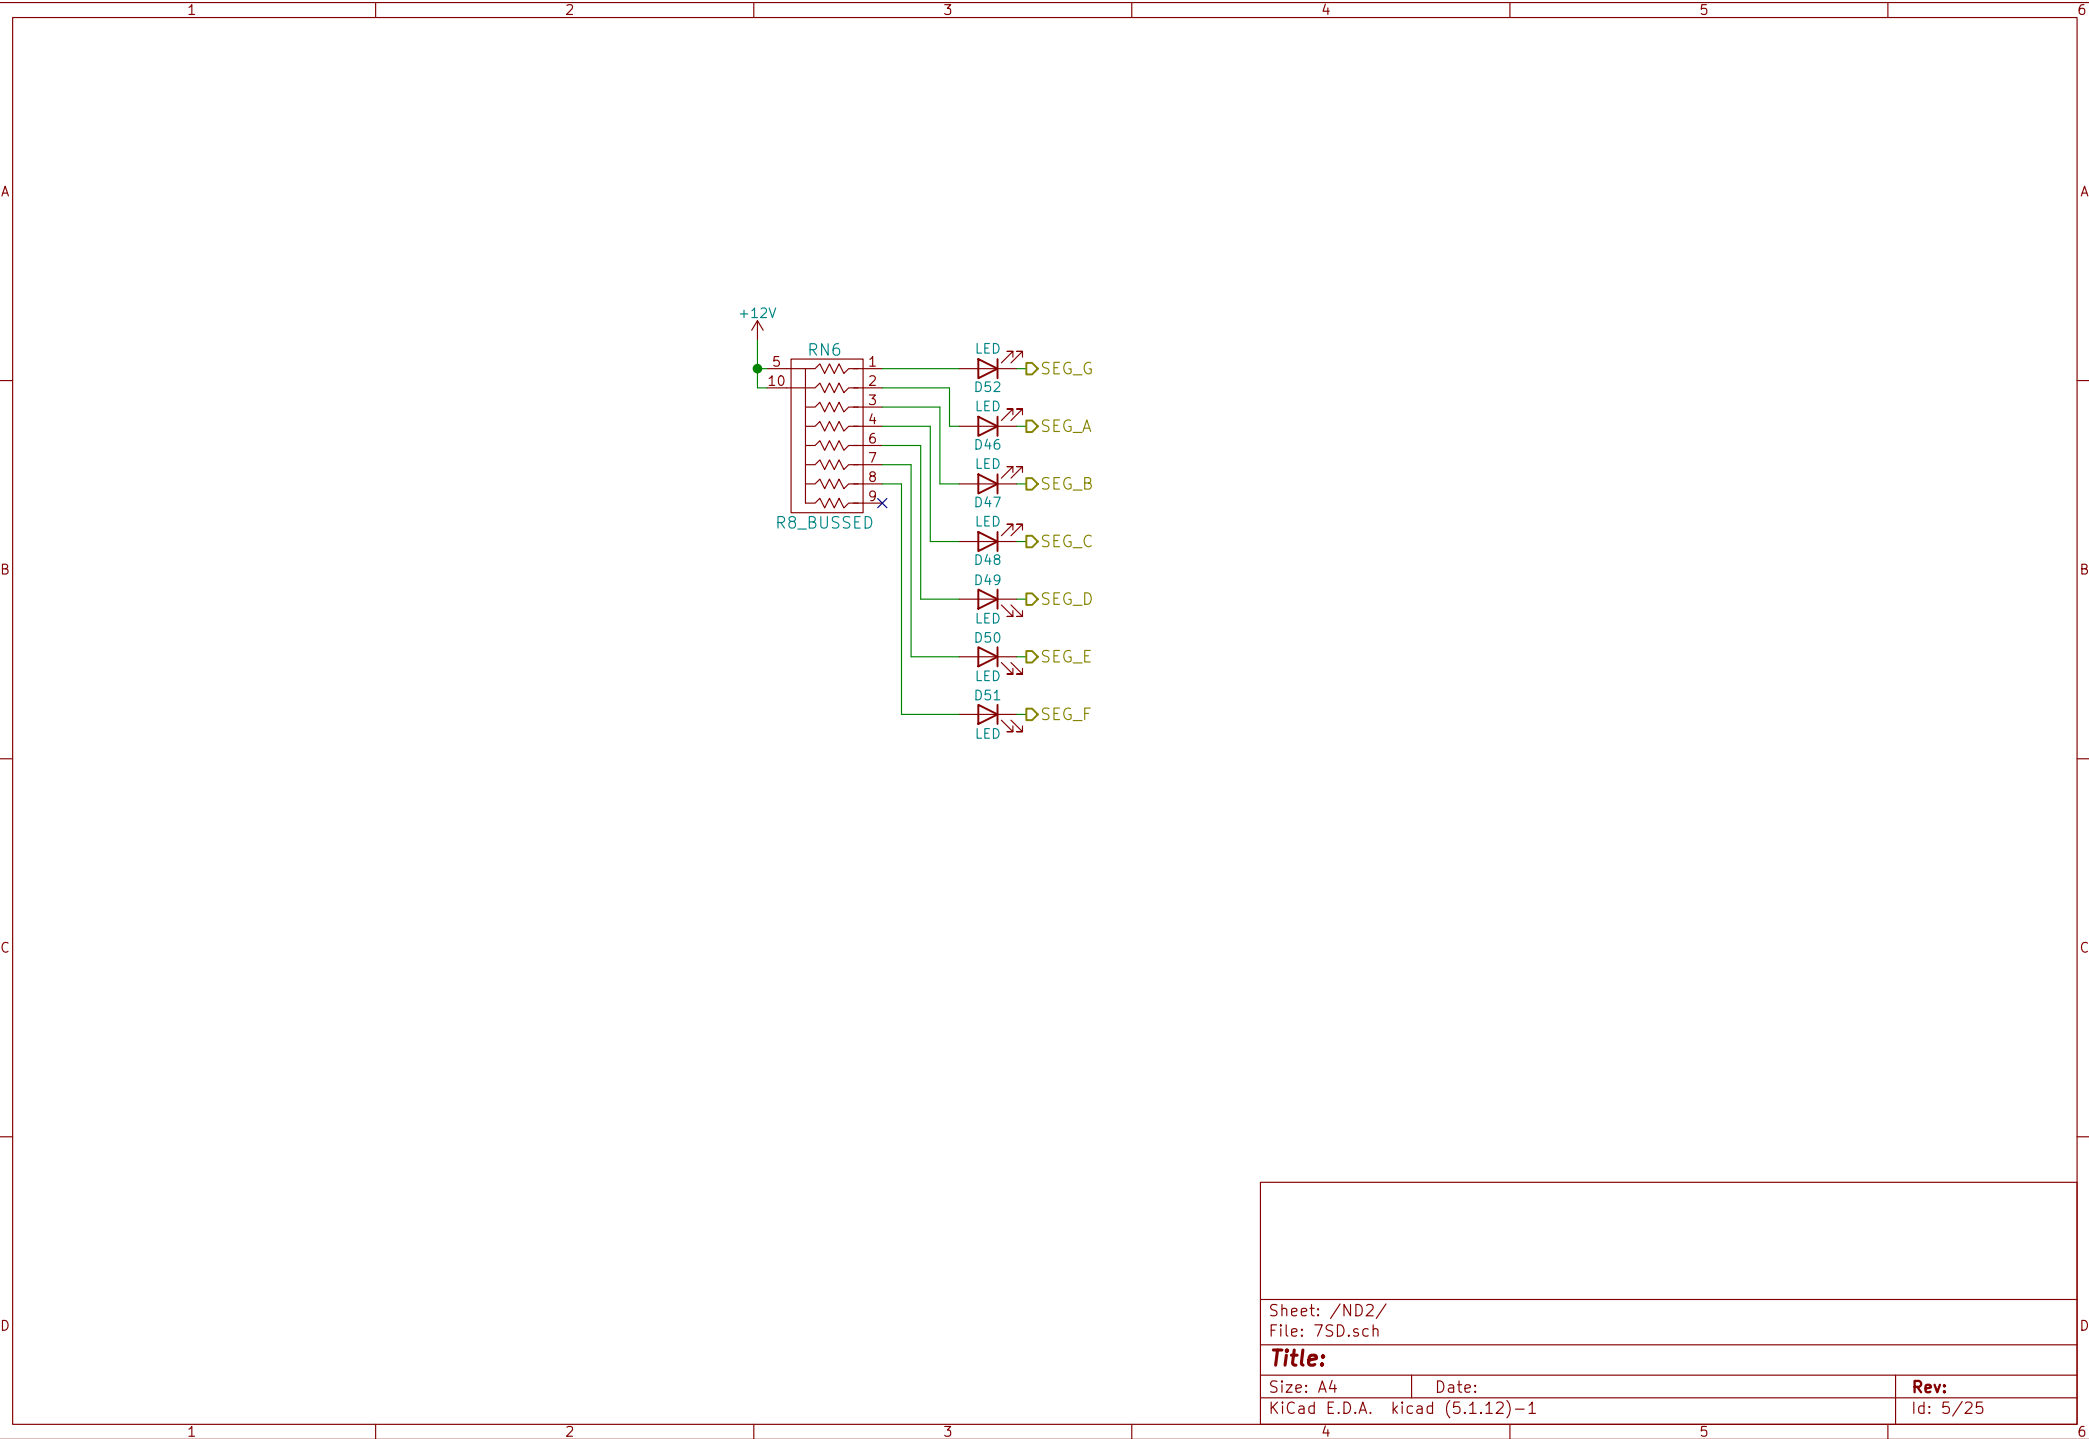 1 2 3 4 5 6
A A
+12V
RN6
5 1
10 2
3
4
6
7
8
9
R8_BUSSED
LED
SEG_G
D52
LED
SEG_A
D46
LED
SEG_B
D47
LED
SEG_C
D48
D49
SEG_D
LED
D50
SEG_E
LED
D51
SEG_F
LED
B B
C C
D D
Sheet: /ND2/
File: 7SD.sch
Title:
Size: A4 Date: Rev:
KiCad E.D.A. kicad (5.1.12)-1 Id: 5/25
1 2 3 4 5 6